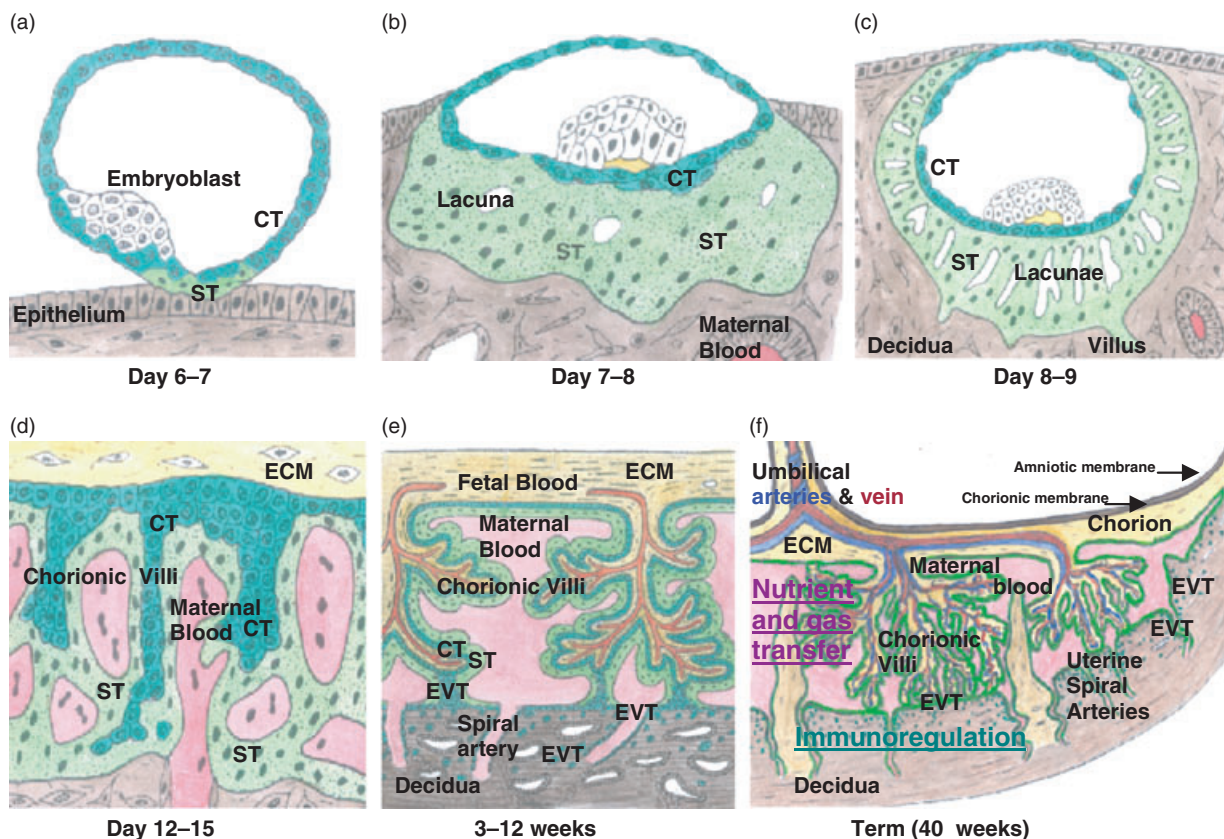 (a)
Embryoblast
CT
ST
Epithelium
Day 6–7
(b)
Lacuna
CT
ST
ST
Maternal
Blood
Day 7–8
(c)
CT
ST
Lacunae
Decidua
Villus
Day 8–9
(d)
ECM
CT
Chorionic Villi
Maternal
Blood
CT
ST
ST
Day 12–15
(e)
Fetal Blood
ECM
Maternal
Blood
Chorionic Villi
CT
ST
EVT
EVT
Spiral
artery
EVT
Decidua
3–12 weeks
(f)
Umbilical
arteries & vein
Amniotic membrane
Chorionic membrane
Chorion
ECM
Maternal
blood
Nutrient
and gas
transfer
EVT
EVT
Chorionic
Villi
Uterine
Spiral
Arteries
EVT
Immunoregulation
Decidua
Term (40 weeks)